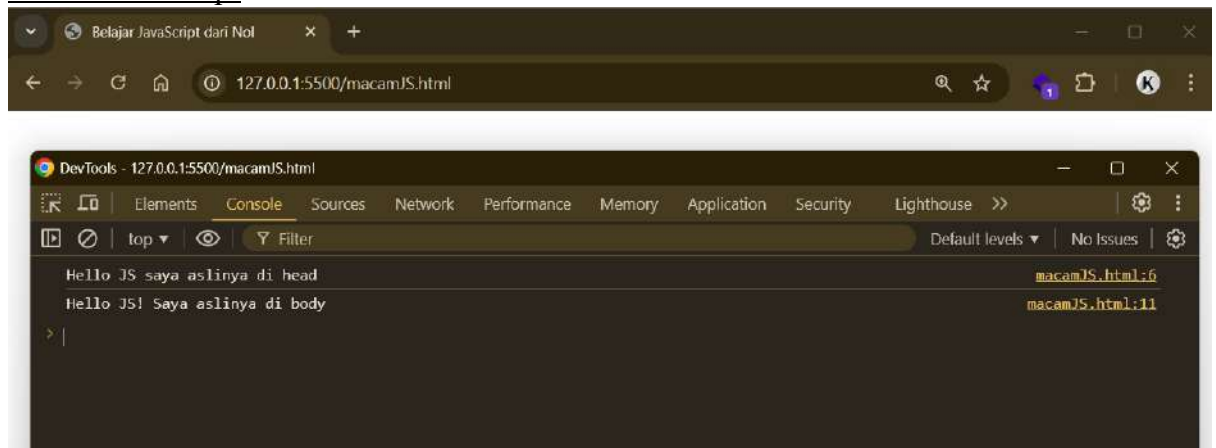 Belajar JavaScript dari Nol
127.0.0.1:5500/macamJS.html
1
K
DevTools - 127.0.0.1:5500/macamJS.html
Elements Console Sources Network Performance Memory Application Security Lighthouse
top Filter Default levels No Issues
Hello JS saya aslinya di head macamJS.html:6
Hello JS! Saya aslinya di body macamJS.html:11